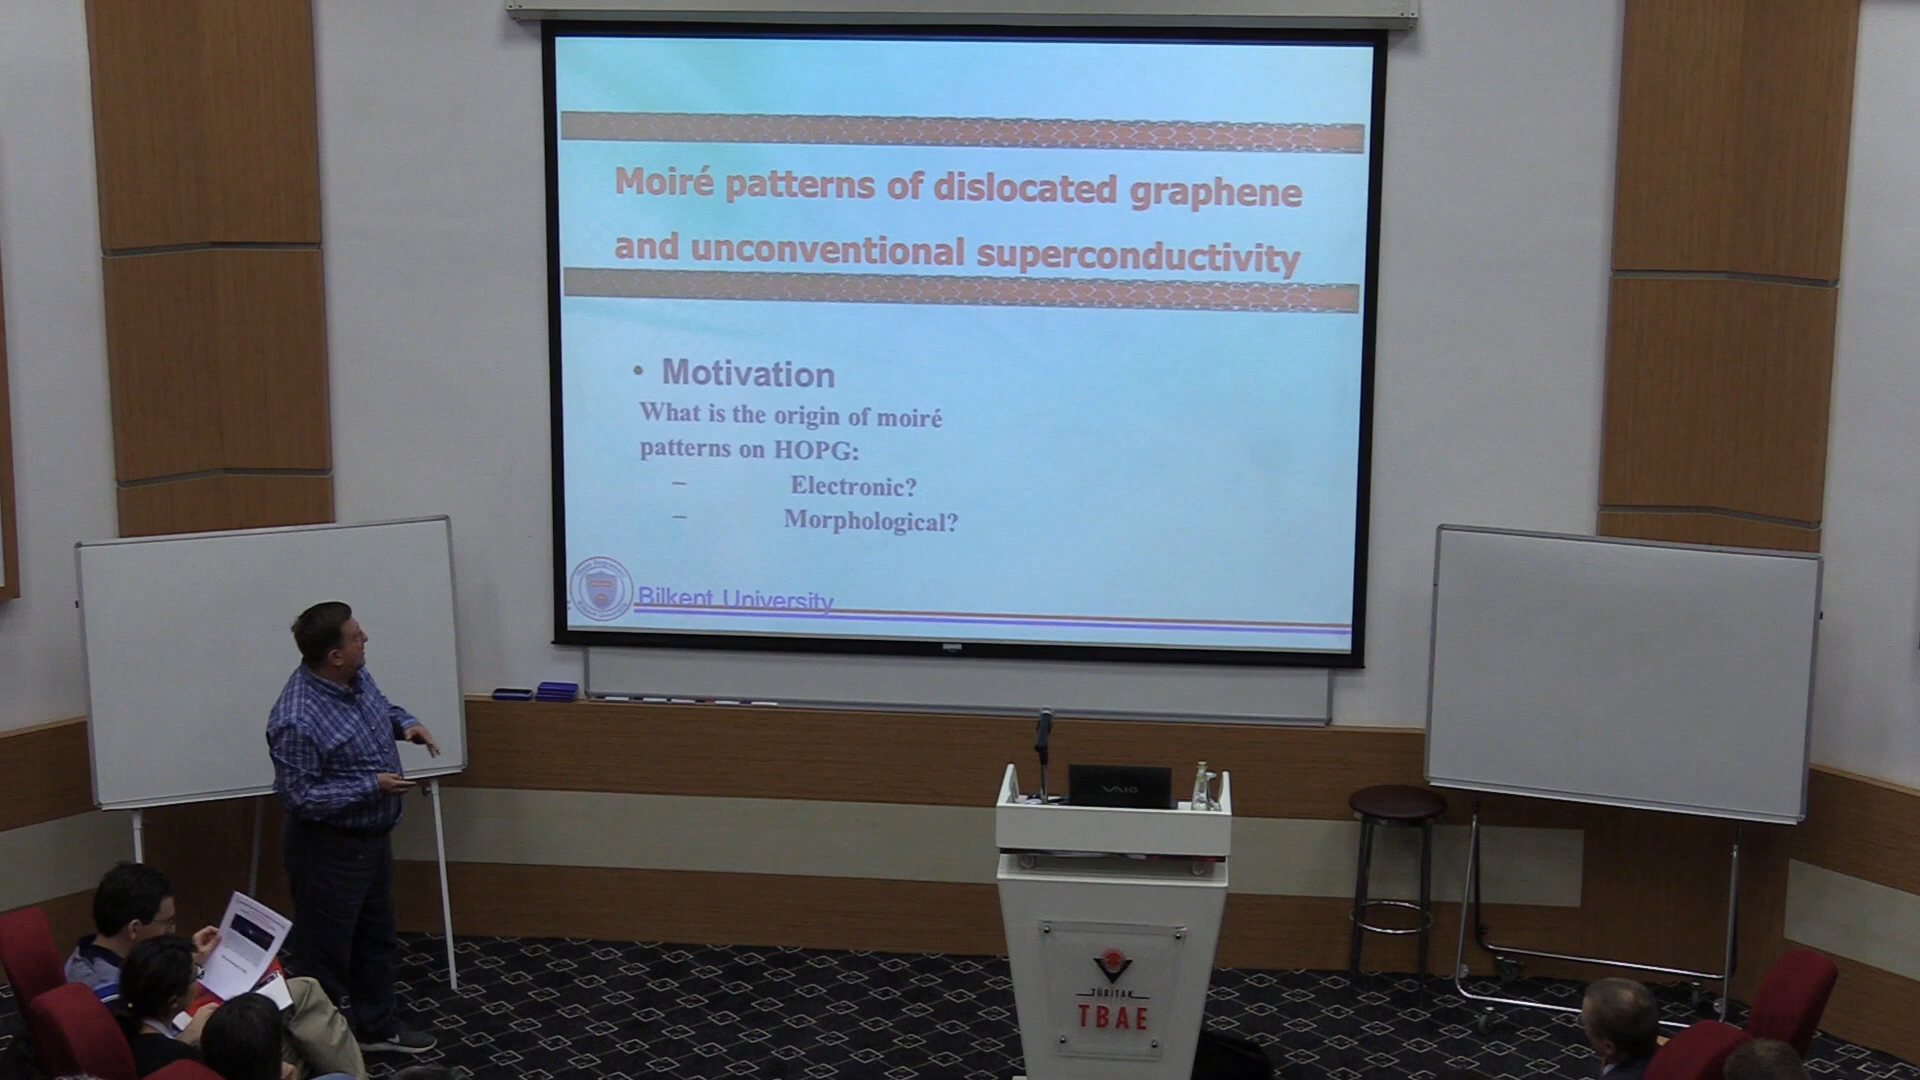 Moiré patterns of dislocated graphene
and unconventional superconductivity
• Motivation
What is the origin of moiré
patterns on HOPG:
– Electronic?
– Morphological?
Bilkent University
VAIO
TÜBİTAK
TBAE